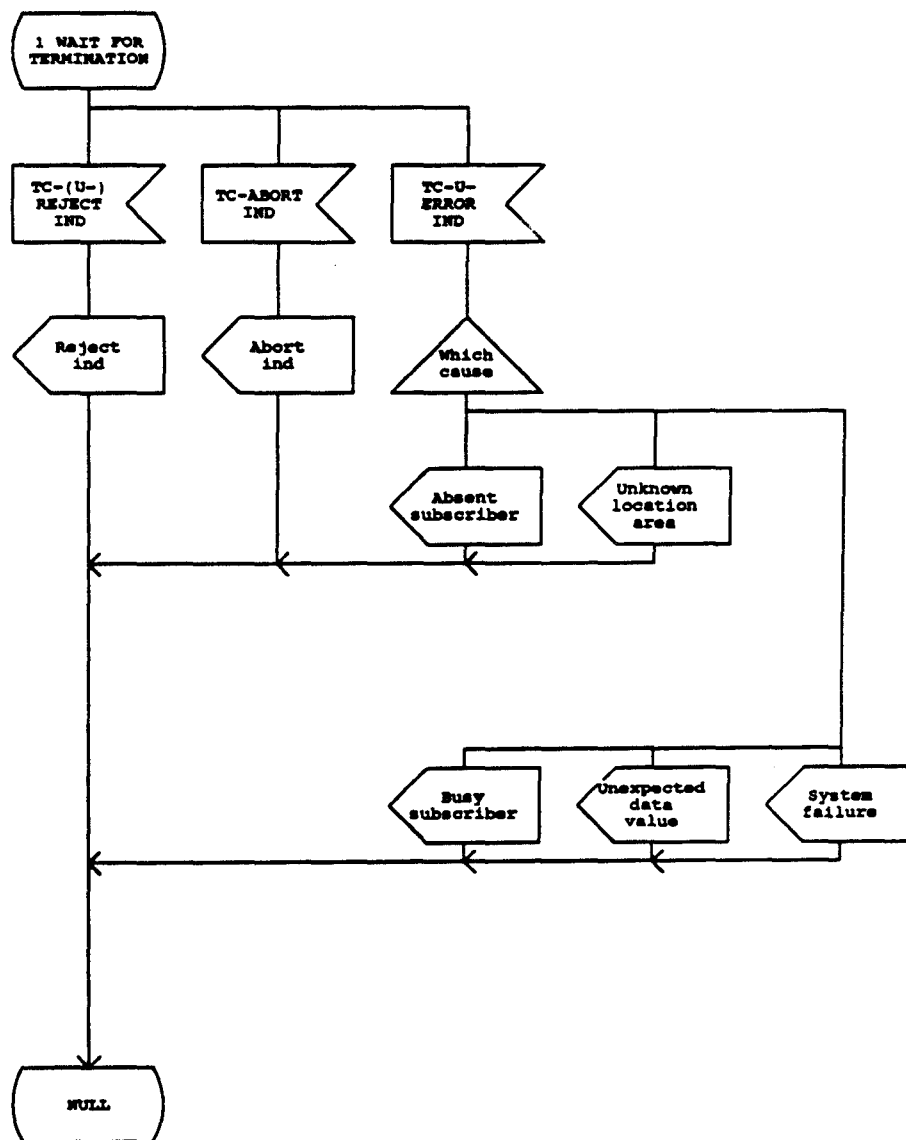 1 WAIT FOR
TERMINATION
TC-(U-)
REJECT
IND
TC-ABORT
IND
TC-U-
ERROR
IND
Reject
ind
Abort
ind
Which
cause
Absent
subscriber
Unknown
location
area
Busy
subscriber
Unexpected
data
value
System
failure
NULL